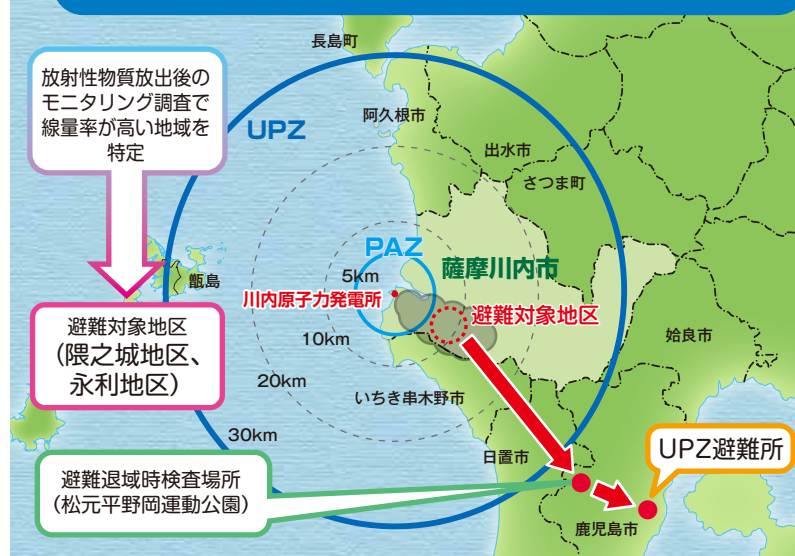 長島町
放射性物質放出後の
モニタリング調査で
線量率が高い地域を
特定
UPZ
阿久根市
出水市
さつま町
PAZ
薩摩川内市
5km
甑島
川内原子力発電所
避難対象地区
避難対象地区
(隈之城地区、
永利地区)
10km
姶良市
20km
いちき串木野市
30km
日置市
UPZ避難所
避難退域時検査場所
(松元平野岡運動公園)
鹿児島市